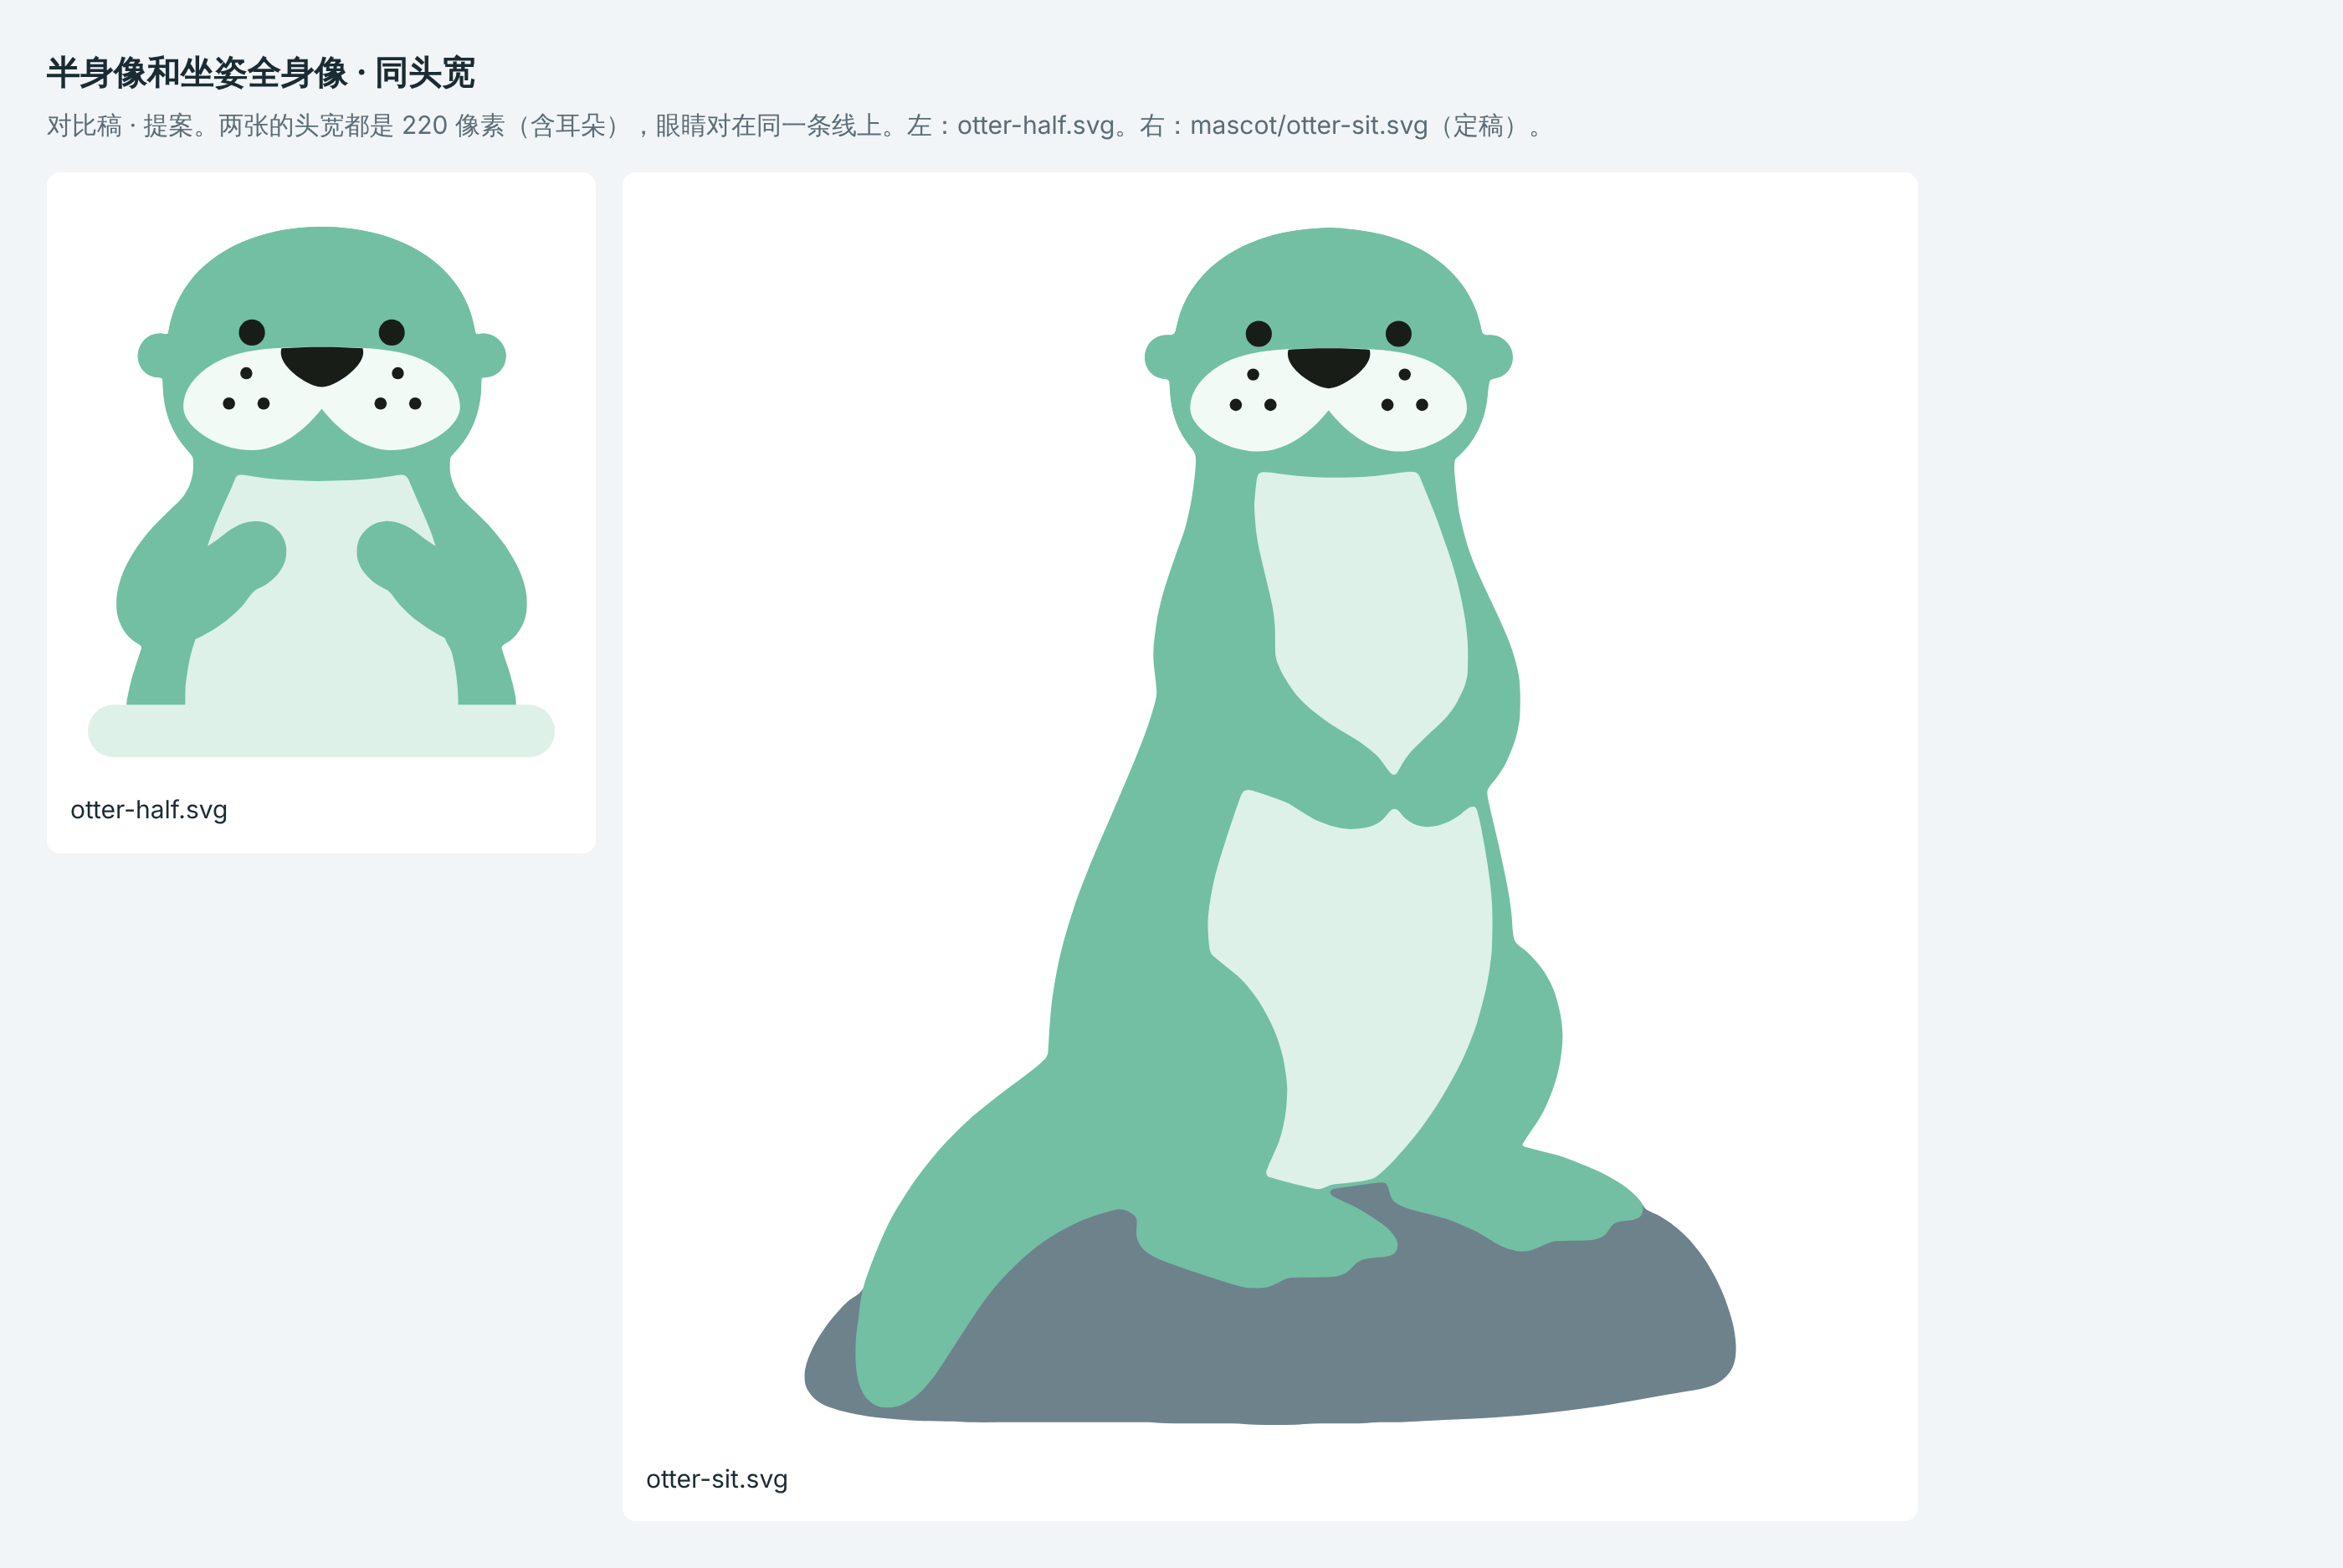 半身像和坐姿全身像 · 同头宽
对比稿 · 提案。两张的头宽都是 220 像素（含耳朵），眼睛对在同一条线上。左：otter-half.svg。右：mascot/otter-sit.svg（定稿）。
otter-half.svg
otter-sit.svg